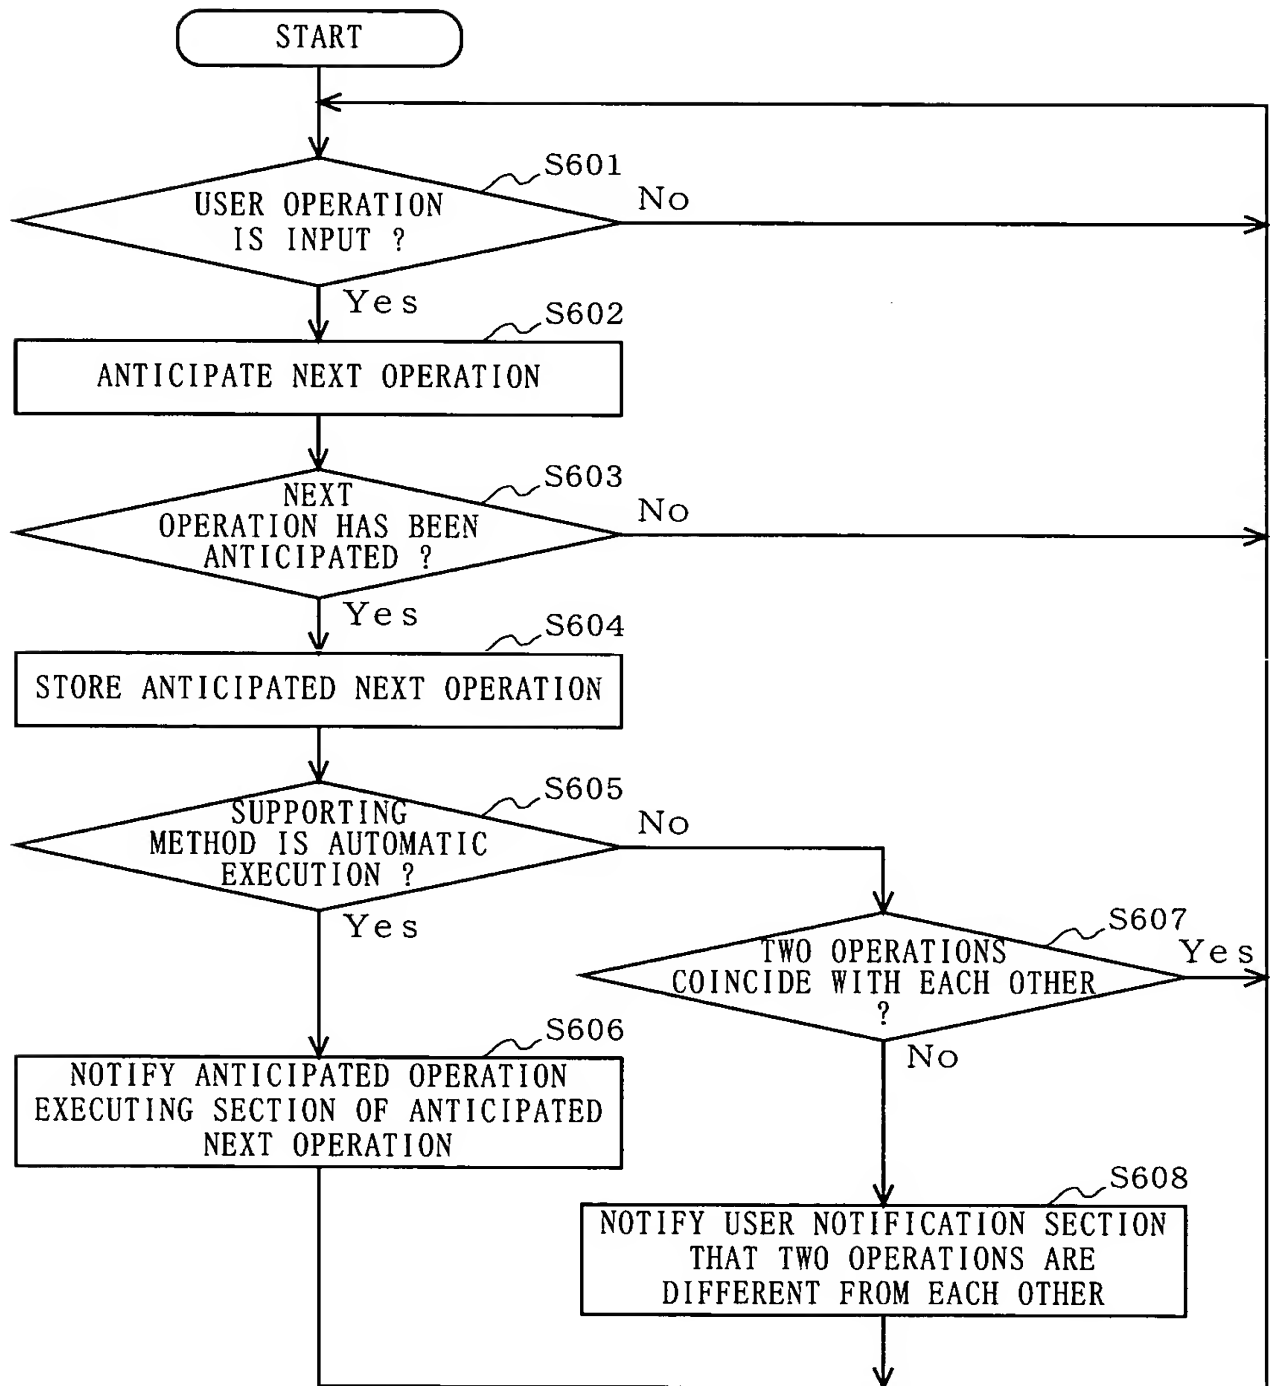 START
S601
USER OPERATION
IS INPUT ?
No
Yes
S602
ANTICIPATE NEXT OPERATION
S603
NEXT
OPERATION HAS BEEN
ANTICIPATED ?
No
Yes
S604
STORE ANTICIPATED NEXT OPERATION
S605
SUPPORTING
METHOD IS AUTOMATIC
EXECUTION ?
No
Yes
S607
TWO OPERATIONS
COINCIDE WITH EACH OTHER
?
Yes
No
S606
NOTIFY ANTICIPATED OPERATION
EXECUTING SECTION OF ANTICIPATED
NEXT OPERATION
S608
NOTIFY USER NOTIFICATION SECTION
THAT TWO OPERATIONS ARE
DIFFERENT FROM EACH OTHER